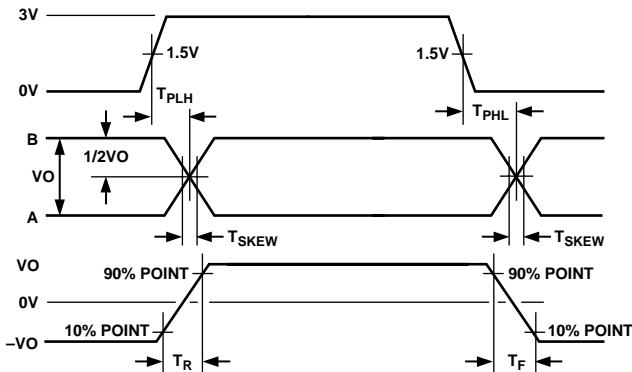 3V
1.5V
1.5V
0V
TPLH
TPHL
B
1/2VO
VO
A
TSKEW
TSKEW
VO
90% POINT
90% POINT
0V
10% POINT
10% POINT
–VO
TR
TF